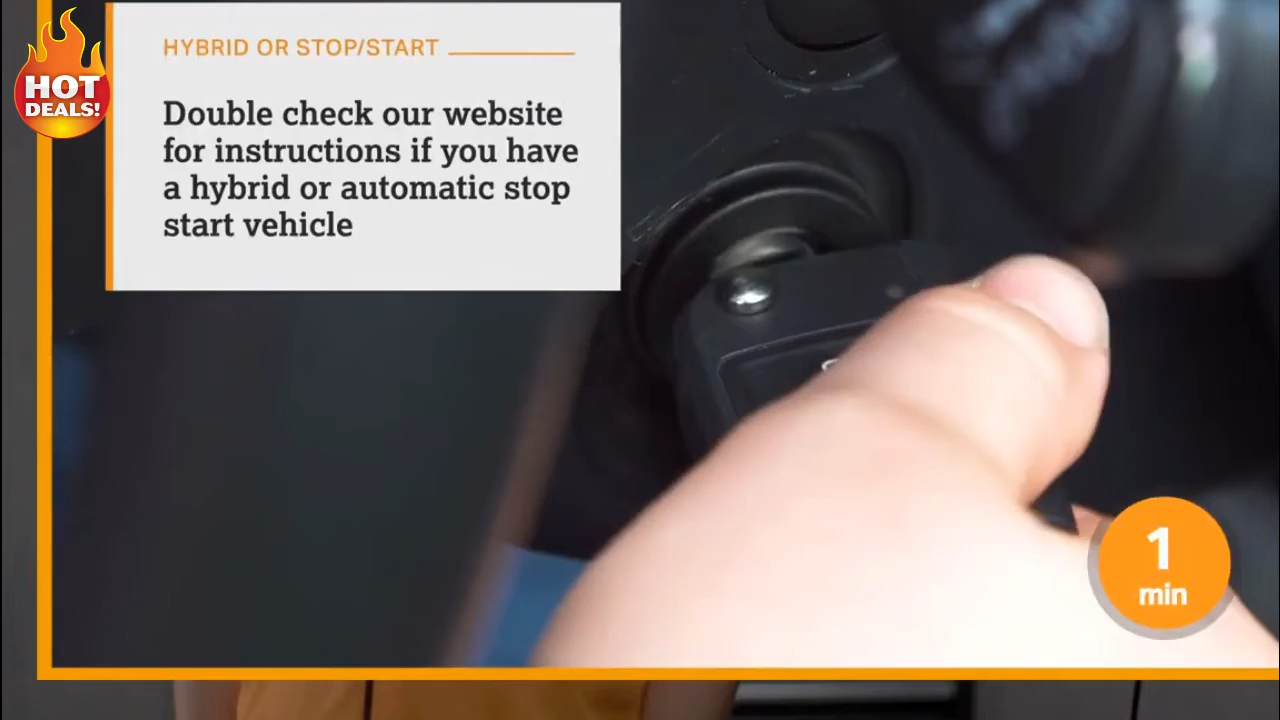 HOT
DEALS!
HYBRID OR STOP/START
Double check our website
for instructions if you have
a hybrid or automatic stop
start vehicle
1
min